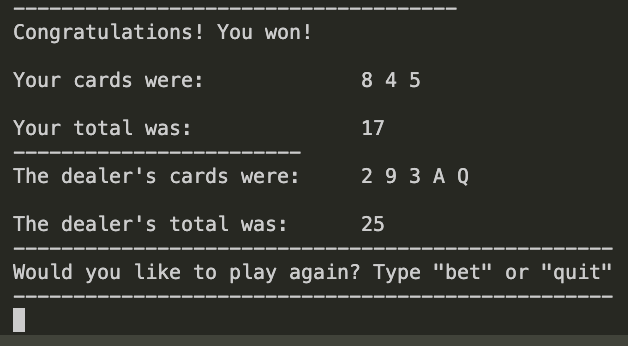 -------------------------------------
Congratulations! You won!
Your cards were: 8 4 5
Your total was: 17
------------------------
The dealer's cards were: 2 9 3 A Q
The dealer's total was: 25
--------------------------------------------------
Would you like to play again? Type "bet" or "quit"
--------------------------------------------------